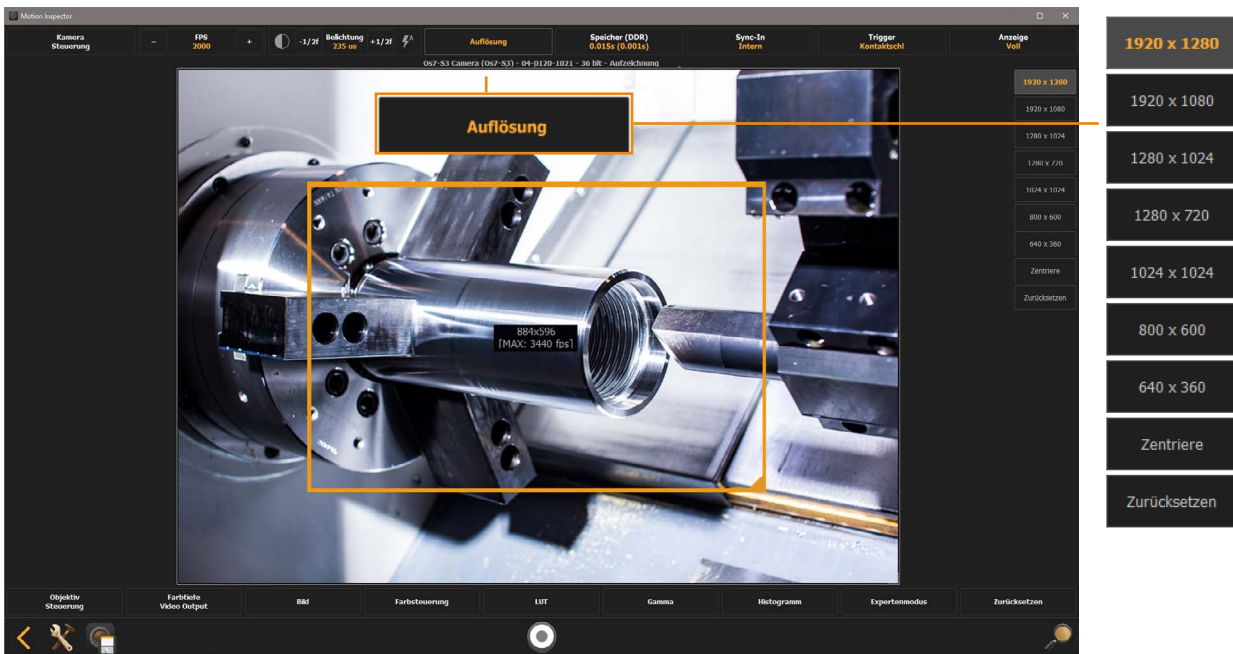 Motion Inspector
Kamera
Steuerung
−
FPS
2000
+
-1/2f
Belichtung
235 us
+1/2f
Auflösung
Speicher (DDR)
0.015s (0.001s)
Sync-In
Intern
Trigger
Kontaktschl
Anzeige
Voll
Os7-S3 Camera (Os7-S3) - 04-0120-1021 - 36 bit - Aufzeichnung
Auflösung
884x596
[MAX: 3440 fps]
1920 x 1280
1920 x 1080
1280 x 1024
1280 x 720
1024 x 1024
800 x 600
640 x 360
Zentriere
Zurücksetzen
1920 x 1280
1920 x 1080
1280 x 1024
1280 x 720
1024 x 1024
800 x 600
640 x 360
Zentriere
Zurücksetzen
Objektiv
Steuerung
Farbtiefe
Video Output
Bild
Farbsteuerung
LUT
Gamma
Histogramm
Expertenmodus
Zurücksetzen